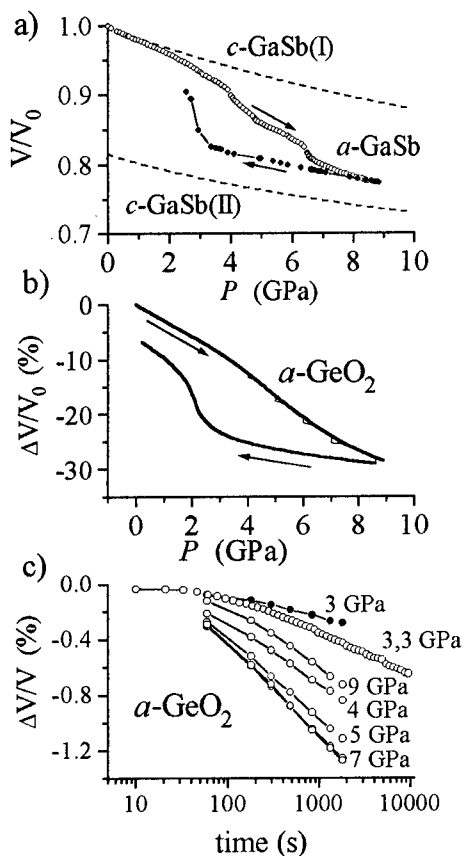 a)
1.0
0.9
0.8
0.7
V/V0
c-GaSb(I)
a-GaSb
c-GaSb(II)
0 2 4 6 8 10
P (GPa)
b)
0
-10
-20
-30
ΔV/V0 (%)
a-GeO2
0 2 4 6 8 10
P (GPa)
c)
0.0
-0.4
-0.8
-1.2
ΔV/V (%)
3 GPa
3,3 GPa
9 GPa
4 GPa
5 GPa
7 GPa
a-GeO2
10 100 1000 10000
time (s)